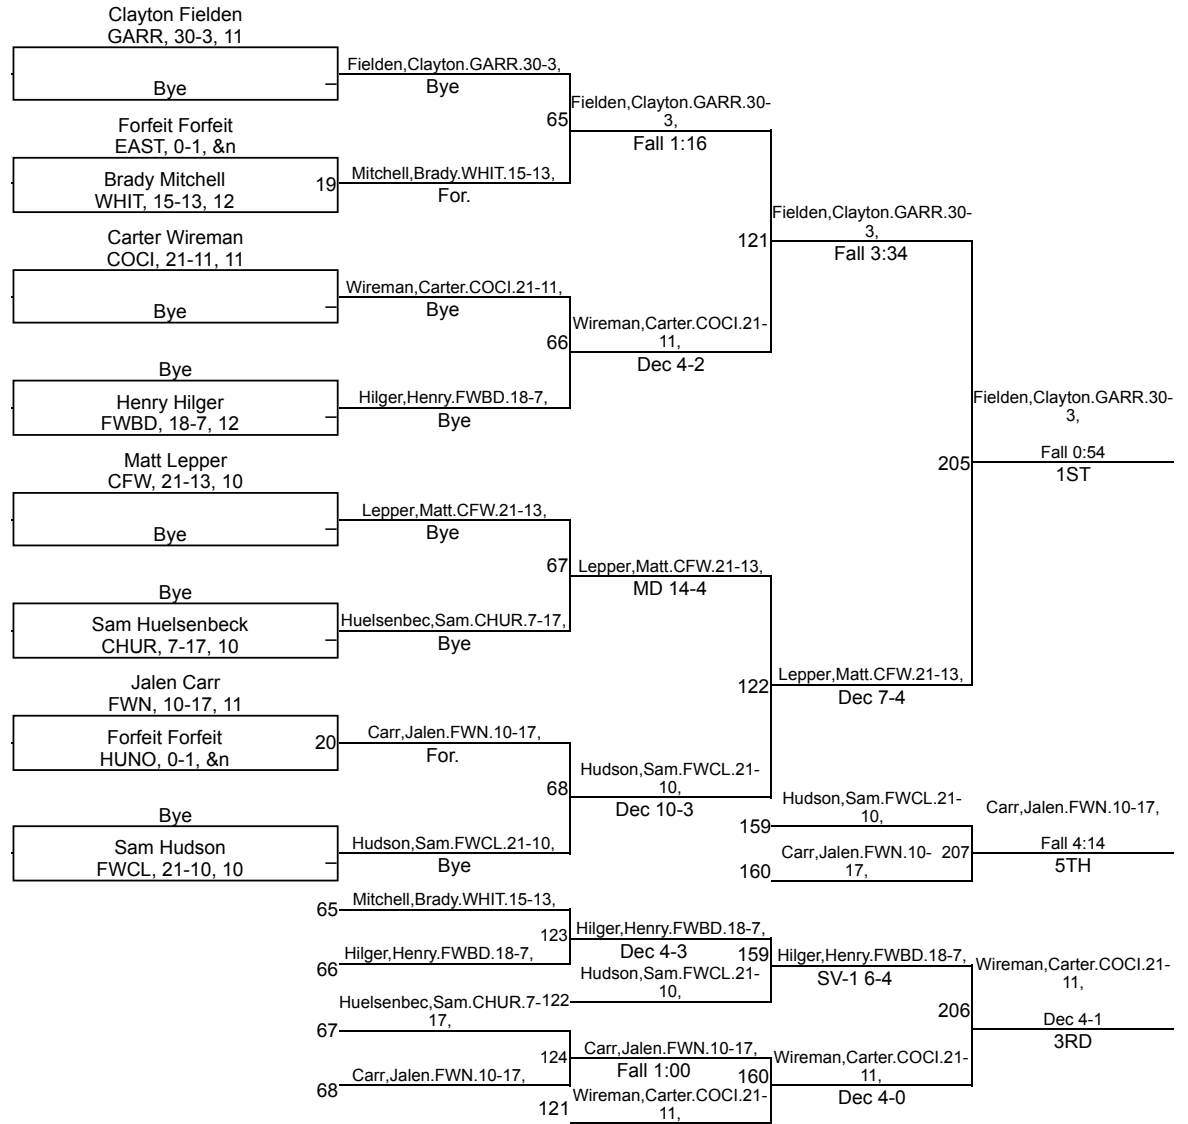 Clayton Fielden
GARR, 30-3, 11
Bye
Fielden,Clayton.GARR.30-3,
Bye
Forfeit Forfeit
EAST, 0-1, &n
Brady Mitchell
WHIT, 15-13, 12
19
Mitchell,Brady.WHIT.15-13,
For.
65
Fielden,Clayton.GARR.30-
3,
Fall 1:16
Carter Wireman
COCI, 21-11, 11
Bye
Wireman,Carter.COCI.21-11,
Bye
Bye
Henry Hilger
FWBD, 18-7, 12
Hilger,Henry.FWBD.18-7,
Bye
66
Wireman,Carter.COCI.21-
11,
Dec 4-2
121
Fielden,Clayton.GARR.30-
3,
Fall 3:34
Matt Lepper
CFW, 21-13, 10
Bye
Lepper,Matt.CFW.21-13,
Bye
Bye
Sam Huelsenbeck
CHUR, 7-17, 10
Huelsenbec,Sam.CHUR.7-17,
Bye
67
Lepper,Matt.CFW.21-13,
MD 14-4
Jalen Carr
FWN, 10-17, 11
Forfeit Forfeit
HUNO, 0-1, &n
20
Carr,Jalen.FWN.10-17,
For.
Bye
Sam Hudson
FWCL, 21-10, 10
Hudson,Sam.FWCL.21-10,
Bye
68
Hudson,Sam.FWCL.21-
10,
Dec 10-3
122
Lepper,Matt.CFW.21-13,
Dec 7-4
205
Fielden,Clayton.GARR.30-
3,
Fall 0:54
1ST
159
Hudson,Sam.FWCL.21-
10,
160
Carr,Jalen.FWN.10-
17,
207
Carr,Jalen.FWN.10-17,
Fall 4:14
5TH
65
Mitchell,Brady.WHIT.15-13,
66
Hilger,Henry.FWBD.18-7,
123
Hilger,Henry.FWBD.18-7,
Dec 4-3
122
Hudson,Sam.FWCL.21-
10,
159
Hilger,Henry.FWBD.18-7,
SV-1 6-4
67
Huelsenbec,Sam.CHUR.7-
17,
68
Carr,Jalen.FWN.10-17,
124
Carr,Jalen.FWN.10-17,
Fall 1:00
121
Wireman,Carter.COCI.21-
11,
160
Wireman,Carter.COCI.21-
11,
Dec 4-0
206
Wireman,Carter.COCI.21-
11,
Dec 4-1
3RD